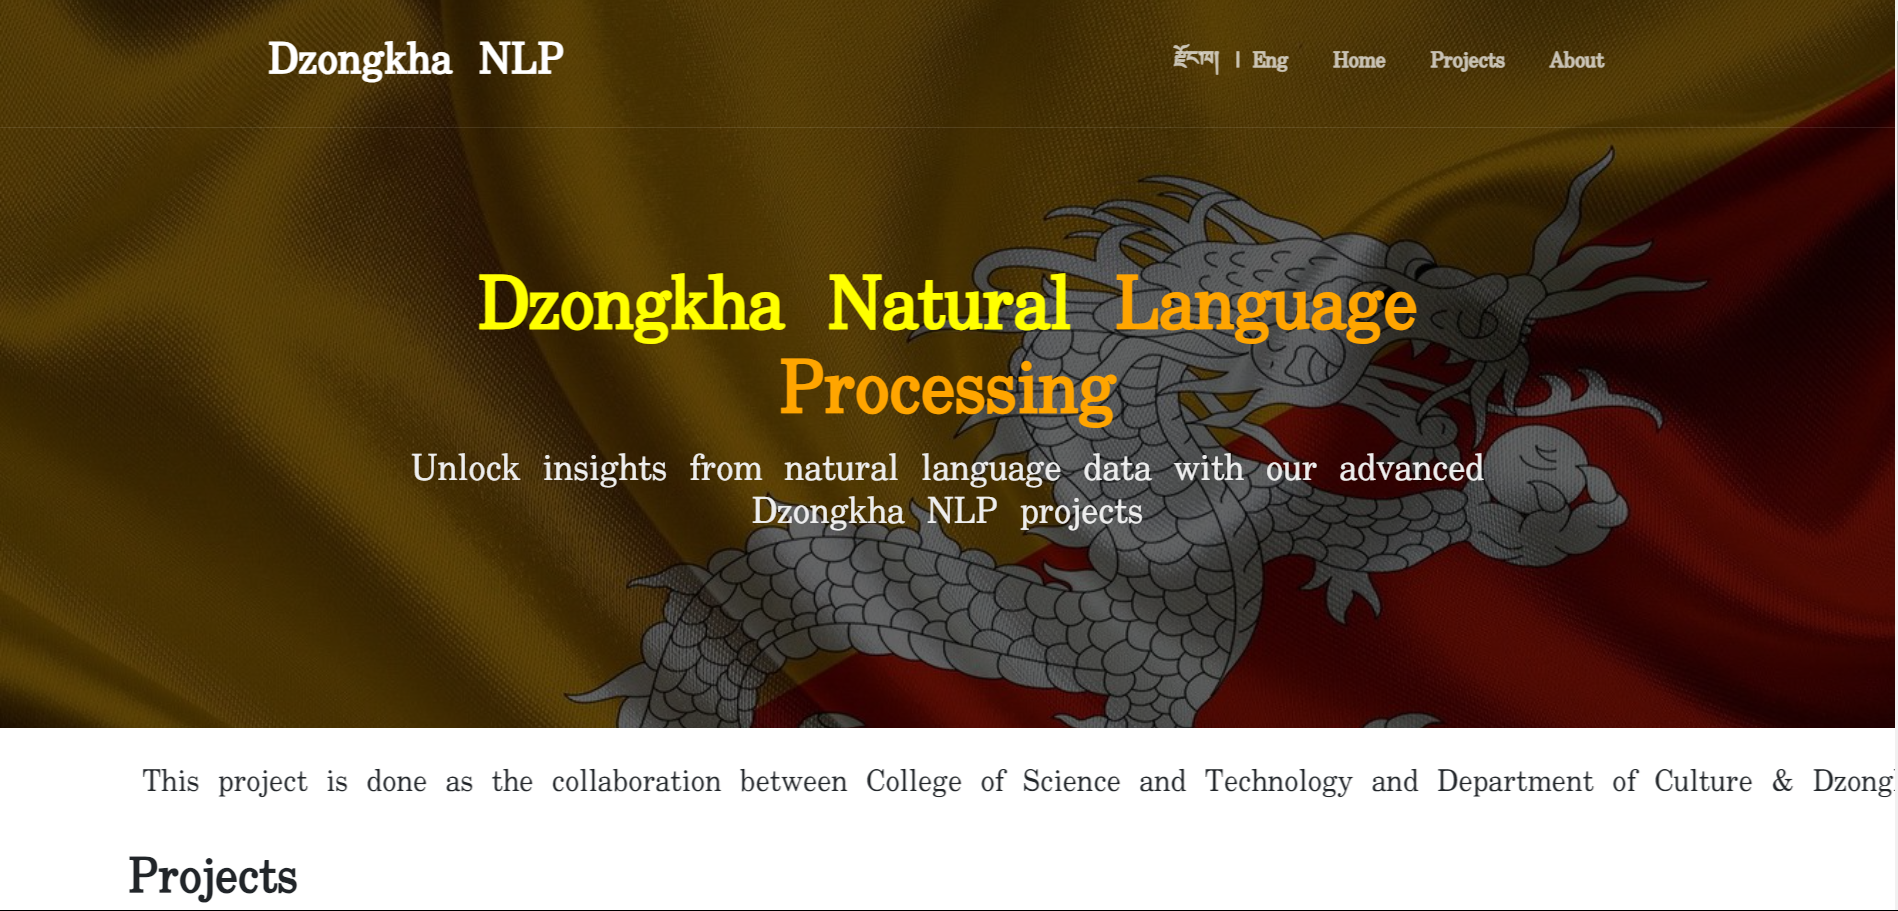 Dzongkha NLP
རྫོང་ཁ། | Eng Home Projects About
Dzongkha Natural Language
Processing
Unlock insights from natural language data with our advanced
Dzongkha NLP projects
This project is done as the collaboration between College of Science and Technology and Department of Culture &
Projects